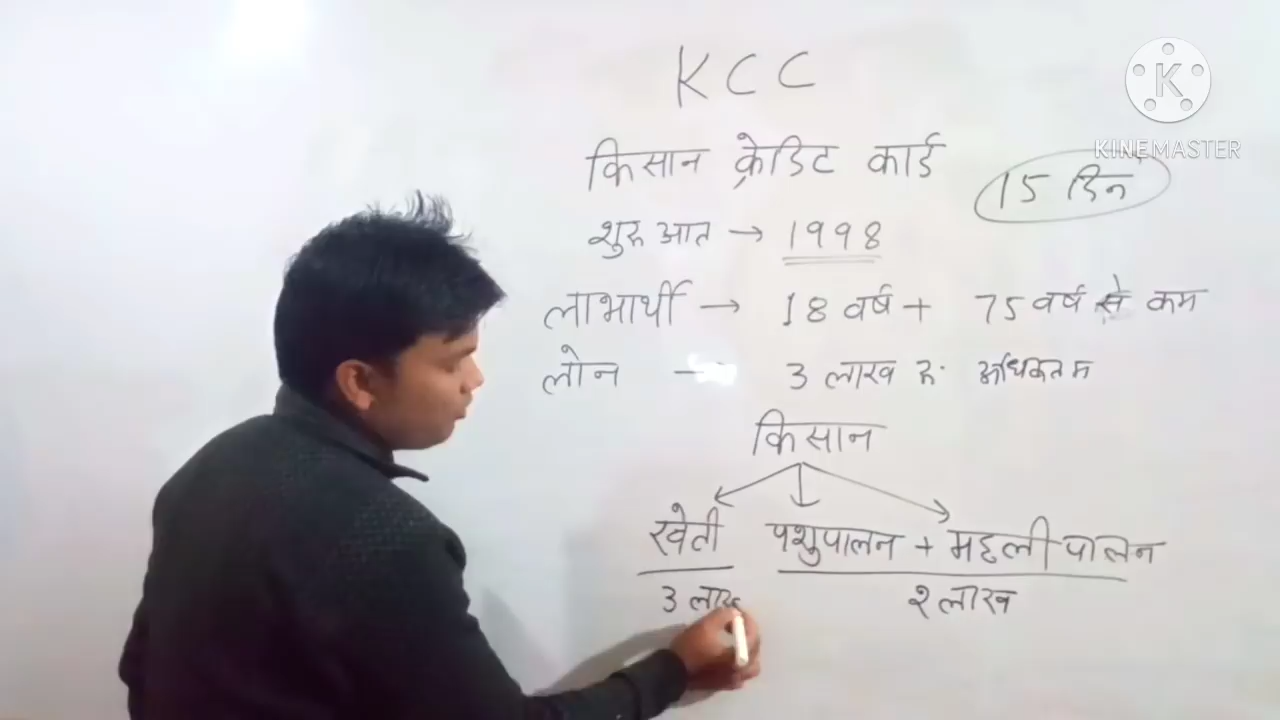 KCC
K
KINEMASTER
किसान क्रेडिट कार्ड
15 दिन
शुरुआत → 1998
लाभार्थी → 18 वर्ष + 75 वर्ष से कम
लोन — 3 लाख रु. अधिकतम
किसान
खेती पशुपालन + मछली पालन
3 लाख 2 लाख